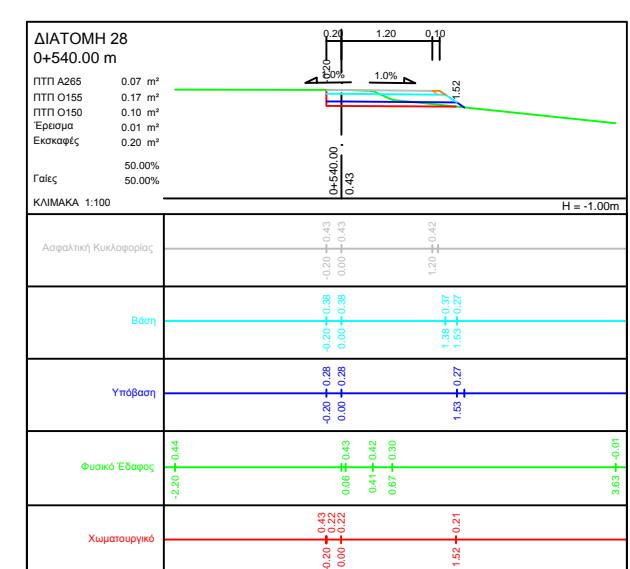 ΔΙΑΤΟΜΗ 28
0+540.00 m
ΠΤΠ Α265 0.07 m²
ΠΤΠ Ο155 0.17 m²
ΠΤΠ Ο150 0.10 m²
Έρεισμα 0.01 m²
Εκσκαφές 0.20 m²
50.00%
Γαίες 50.00%
ΚΛΙΜΑΚΑ 1:100
0.20 1.20 0.10
-0.20
1.0% 1.0%
1.52
0+540.00
0.43
H = -1.00m
Ασφαλτική Κυκλοφορίας
0.43 0.43 0.42
-0.20 0.00 1.20
Βάση
0.38 0.38 0.37 0.27
-0.20 -0.00 1.38 1.53
Υπόβαση
0.28 0.28 0.27
-0.20 0.00 1.53
Φυσικό Έδαφος
0.44 0.43 0.42 0.30 -0.01
-2.20 0.06 0.41 0.67 3.63
Χωματουργικό
0.43 0.22 0.22 0.21
-0.20 0.00 1.52